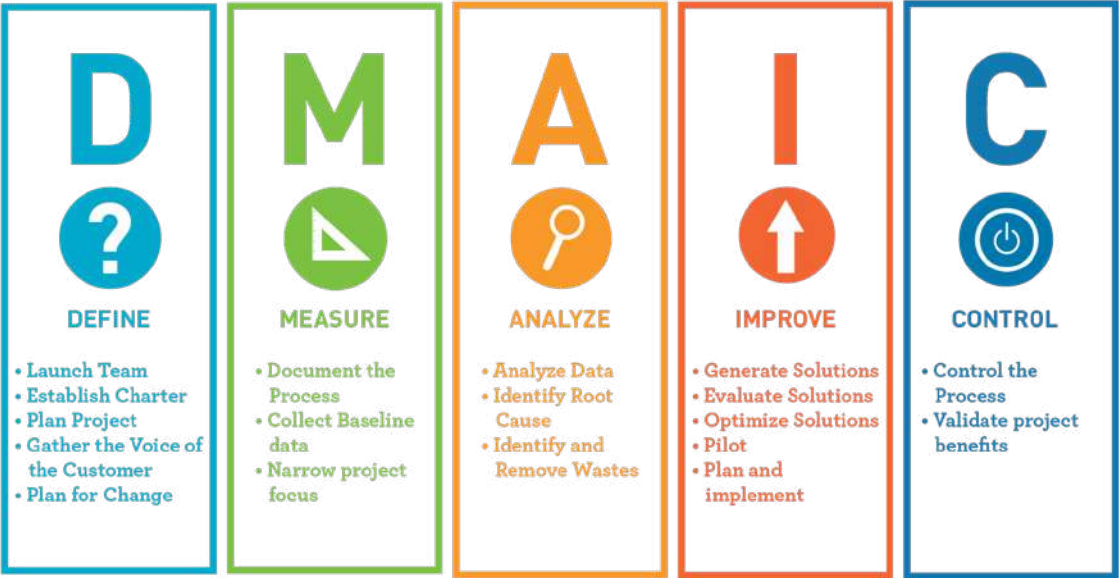 D
?
DEFINE
• Launch Team
• Establish Charter
• Plan Project
• Gather the Voice of
the Customer
• Plan for Change
M
MEASURE
• Document the
Process
• Collect Baseline
data
• Narrow project
focus
A
ANALYZE
• Analyze Data
• Identify Root
Cause
• Identify and
Remove Wastes
I
IMPROVE
• Generate Solutions
• Evaluate Solutions
• Optimize Solutions
• Pilot
• Plan and
implement
C
CONTROL
• Control the
Process
• Validate project
benefits